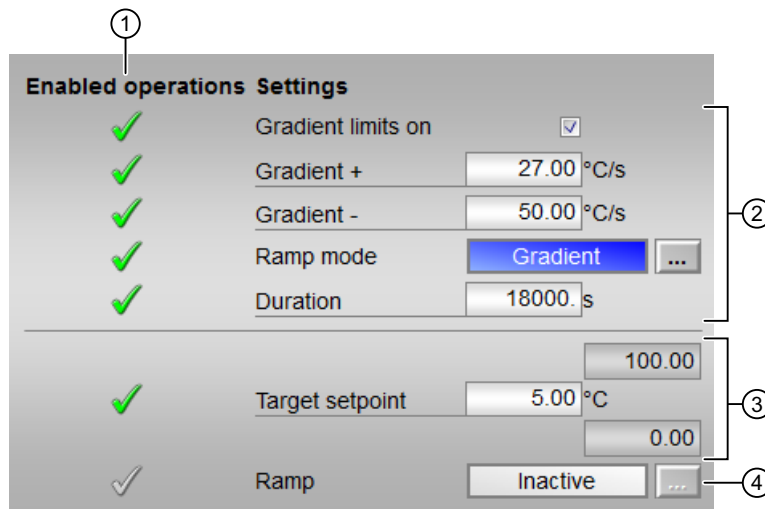 1
Enabled operations Settings
Gradient limits on
Gradient + 27.00 °C/s
Gradient - 50.00 °C/s
2
Ramp mode Gradient ...
Duration 18000. s
100.00
Target setpoint 5.00 °C
3
0.00
Ramp Inactive ...
4